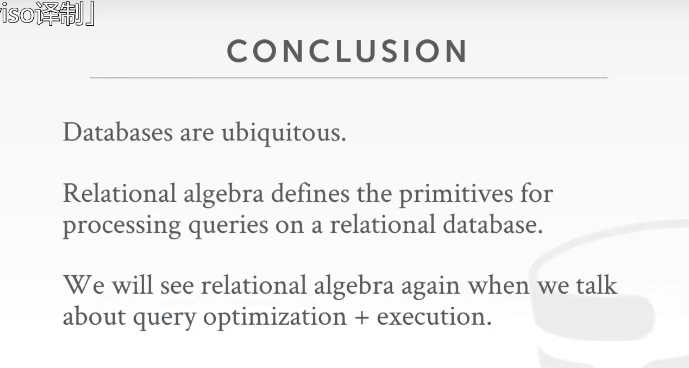 iso译制」
CONCLUSION
Databases are ubiquitous.
Relational algebra defines the primitives for
processing queries on a relational database.
We will see relational algebra again when we talk
about query optimization + execution.